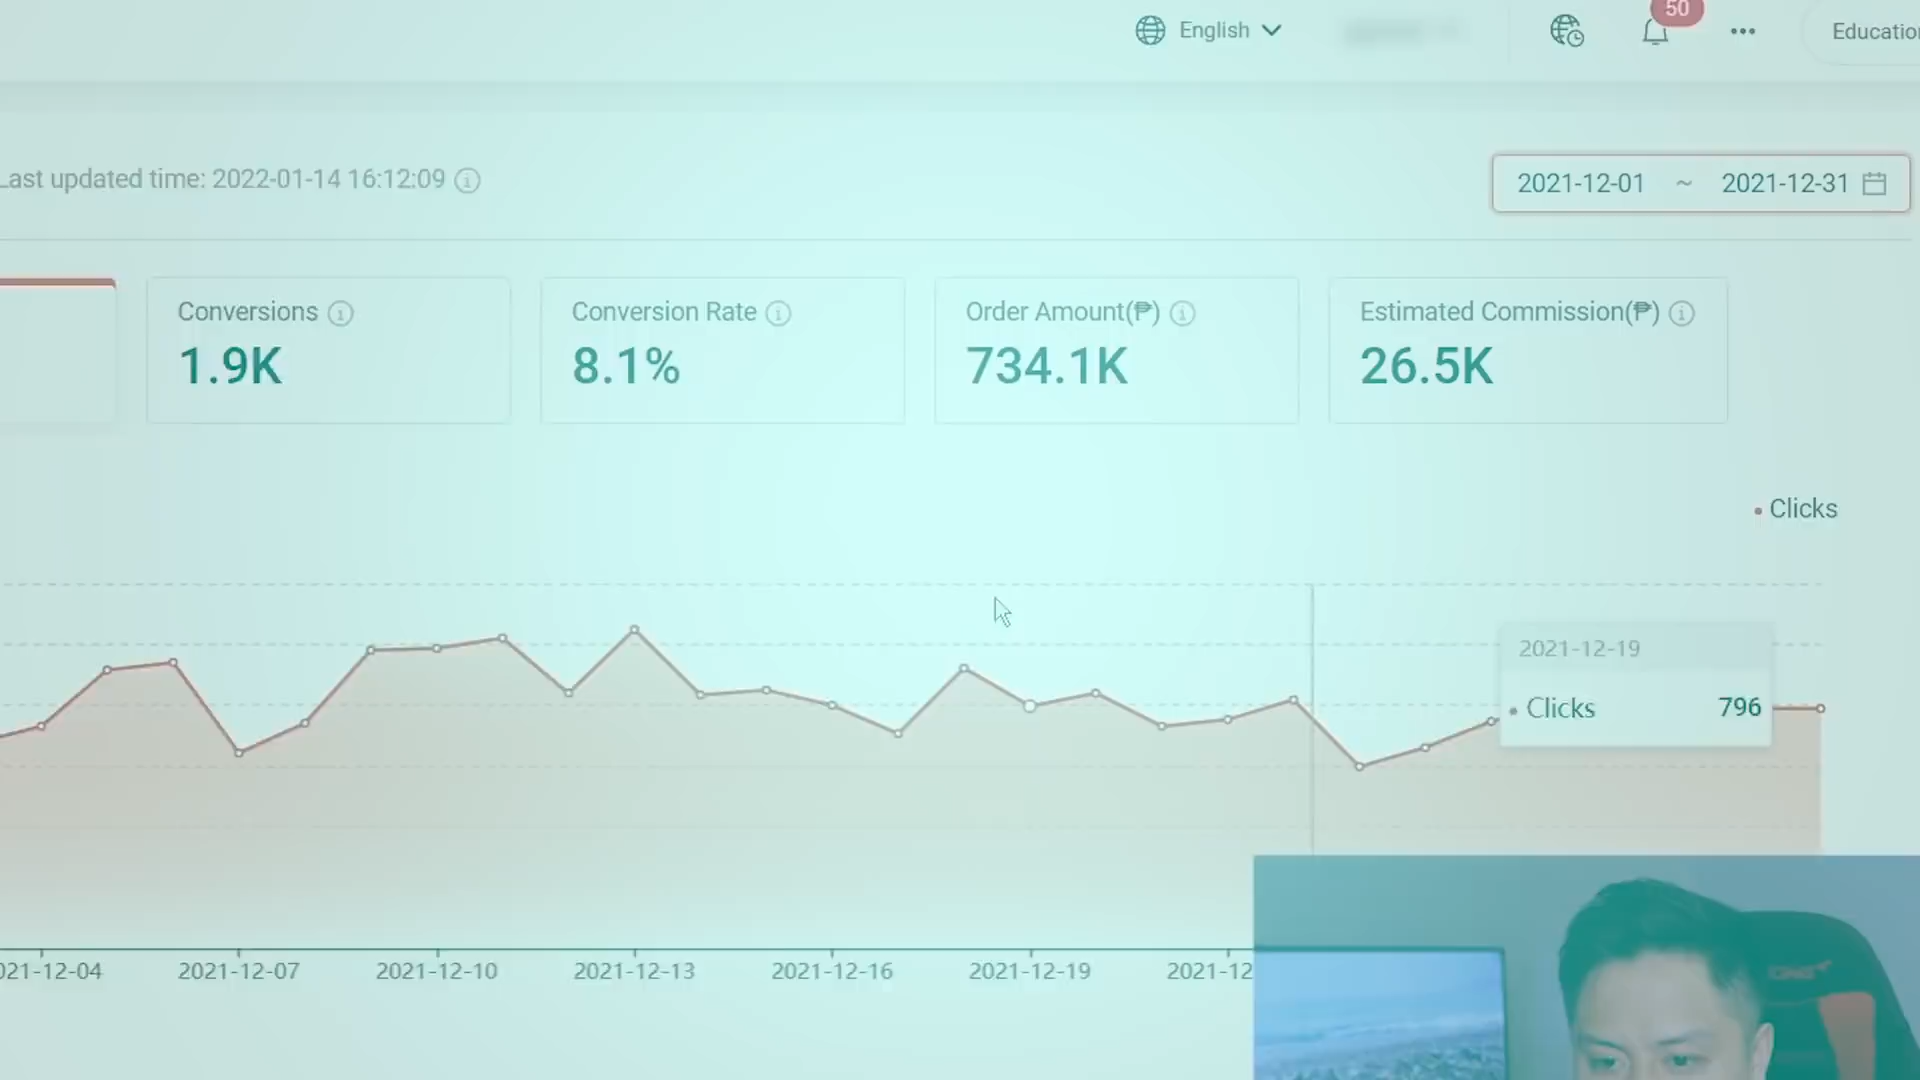 English
50
Educatio
Last updated time: 2022-01-14 16:12:09
2021-12-01 ~ 2021-12-31
Conversions
1.9K
Conversion Rate
8.1%
Order Amount(₱)
734.1K
Estimated Commission(₱)
26.5K
Clicks
2021-12-19
Clicks 796
021-12-04 2021-12-07 2021-12-10 2021-12-13 2021-12-16 2021-12-19 2021-12